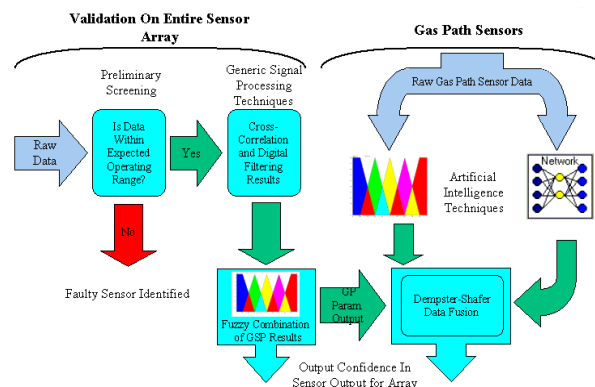 Validation On Entire Sensor
Array
Gas Path Sensors
Preliminary
Screening
Generic Signal
Processing
Techniques
Raw Gas Path Sensor Data
Raw
Data
Is Data
Within
Expected
Operating
Range?
Yes
Cross-
Correlation and Digital
Filtering
Results
Artificial
Intelligence
Techniques
Network
No
Faulty Sensor Identified
Fuzzy Combination
of GSP Results
GP
Param
Output
Dempster-Shafer
Data Fusion
Output Confidence In
Sensor Output for Array